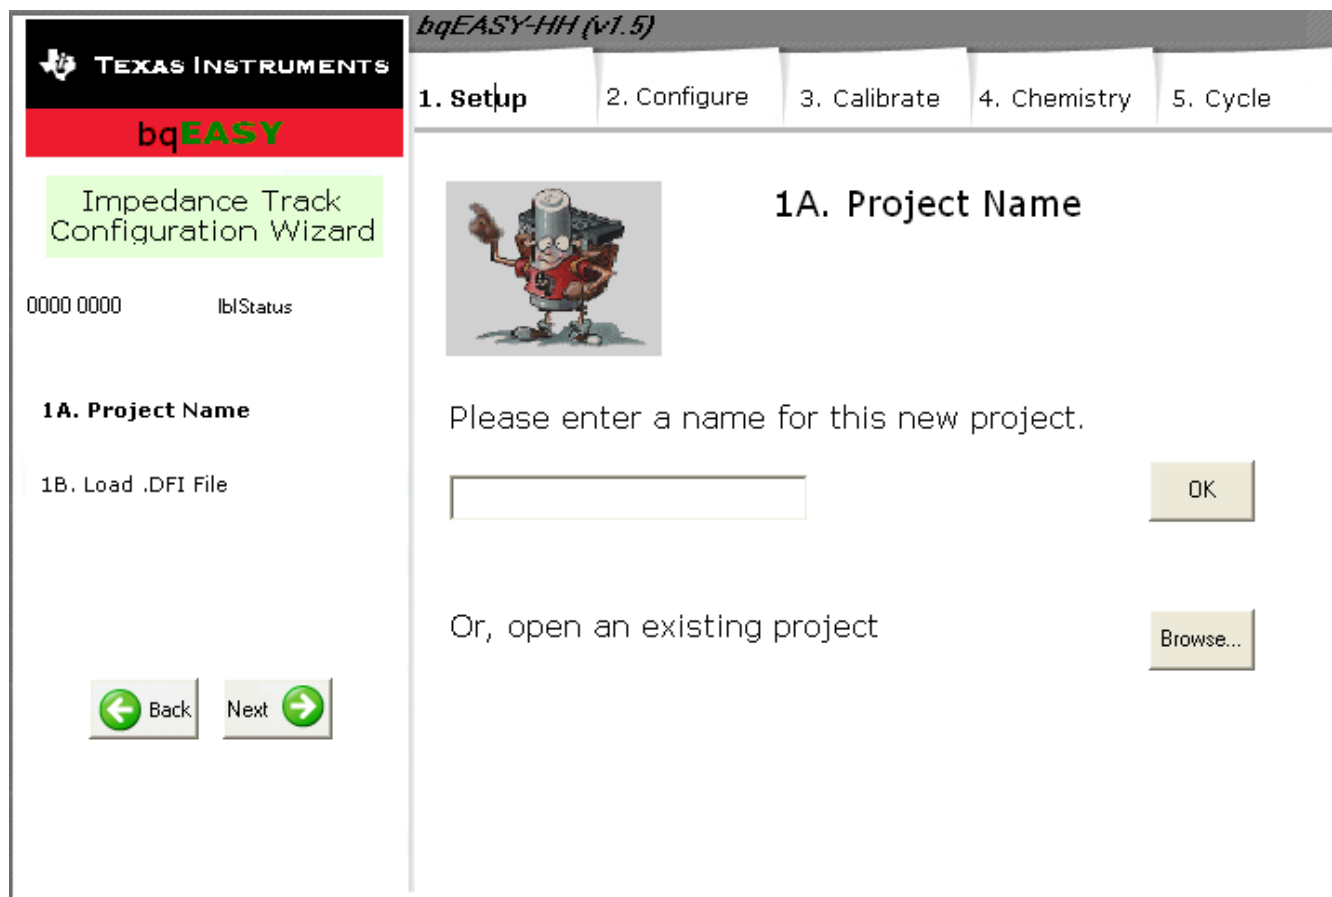 bqEASY-HH (v1.5)
TEXAS INSTRUMENTS
bqEASY
1. Setup
2. Configure
3. Calibrate
4. Chemistry
5. Cycle
Impedance Track
Configuration Wizard
0000 0000
lblStatus
1A. Project Name
1B. Load .DFI File
Back
Next
1A. Project Name
Please enter a name for this new project.
OK
Or, open an existing project
Browse...